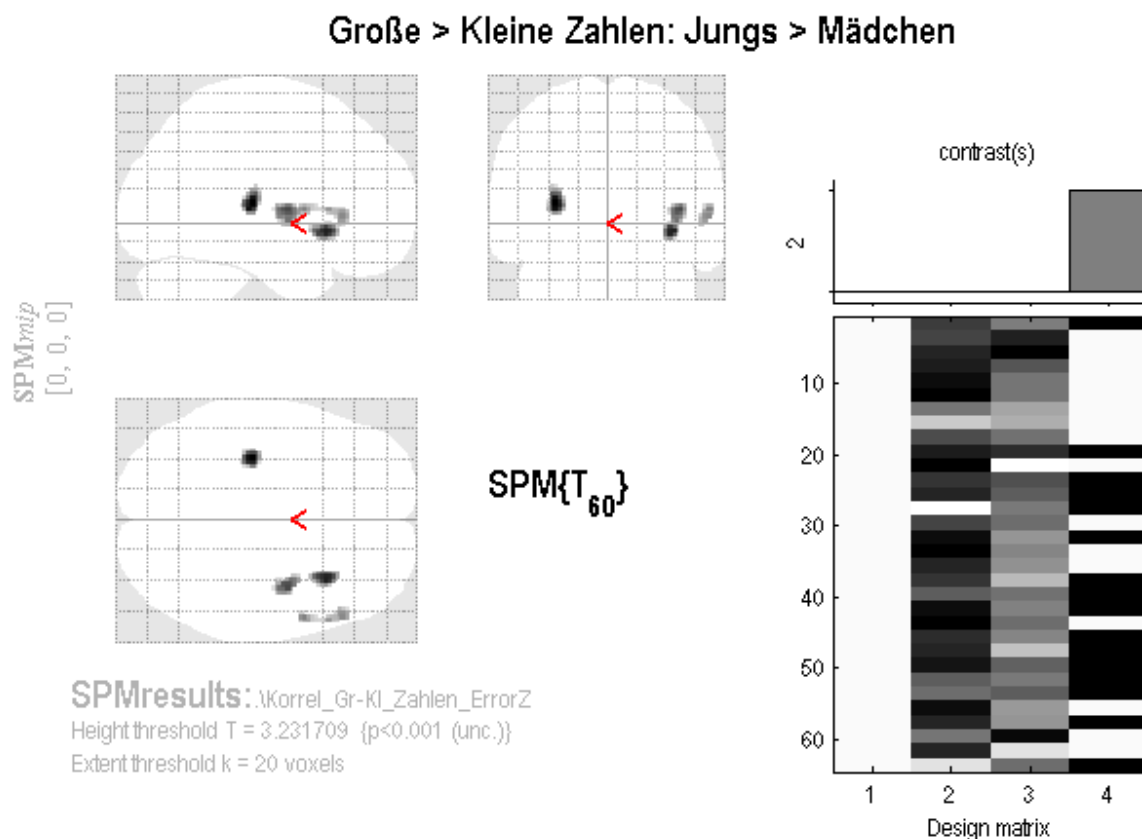 Große > Kleine Zahlen: Jungs > Mädchen
contrast(s)
2
SPMmip
[0, 0, 0]
SPM{T60}
10
20
30
40
50
60
1 2 3 4
Design matrix
SPMresults: .\Korrel_Gr-Kl_Zahlen_ErrorZ
Height threshold T = 3.231709 {p<0.001 (unc.)}
Extent threshold k = 20 voxels